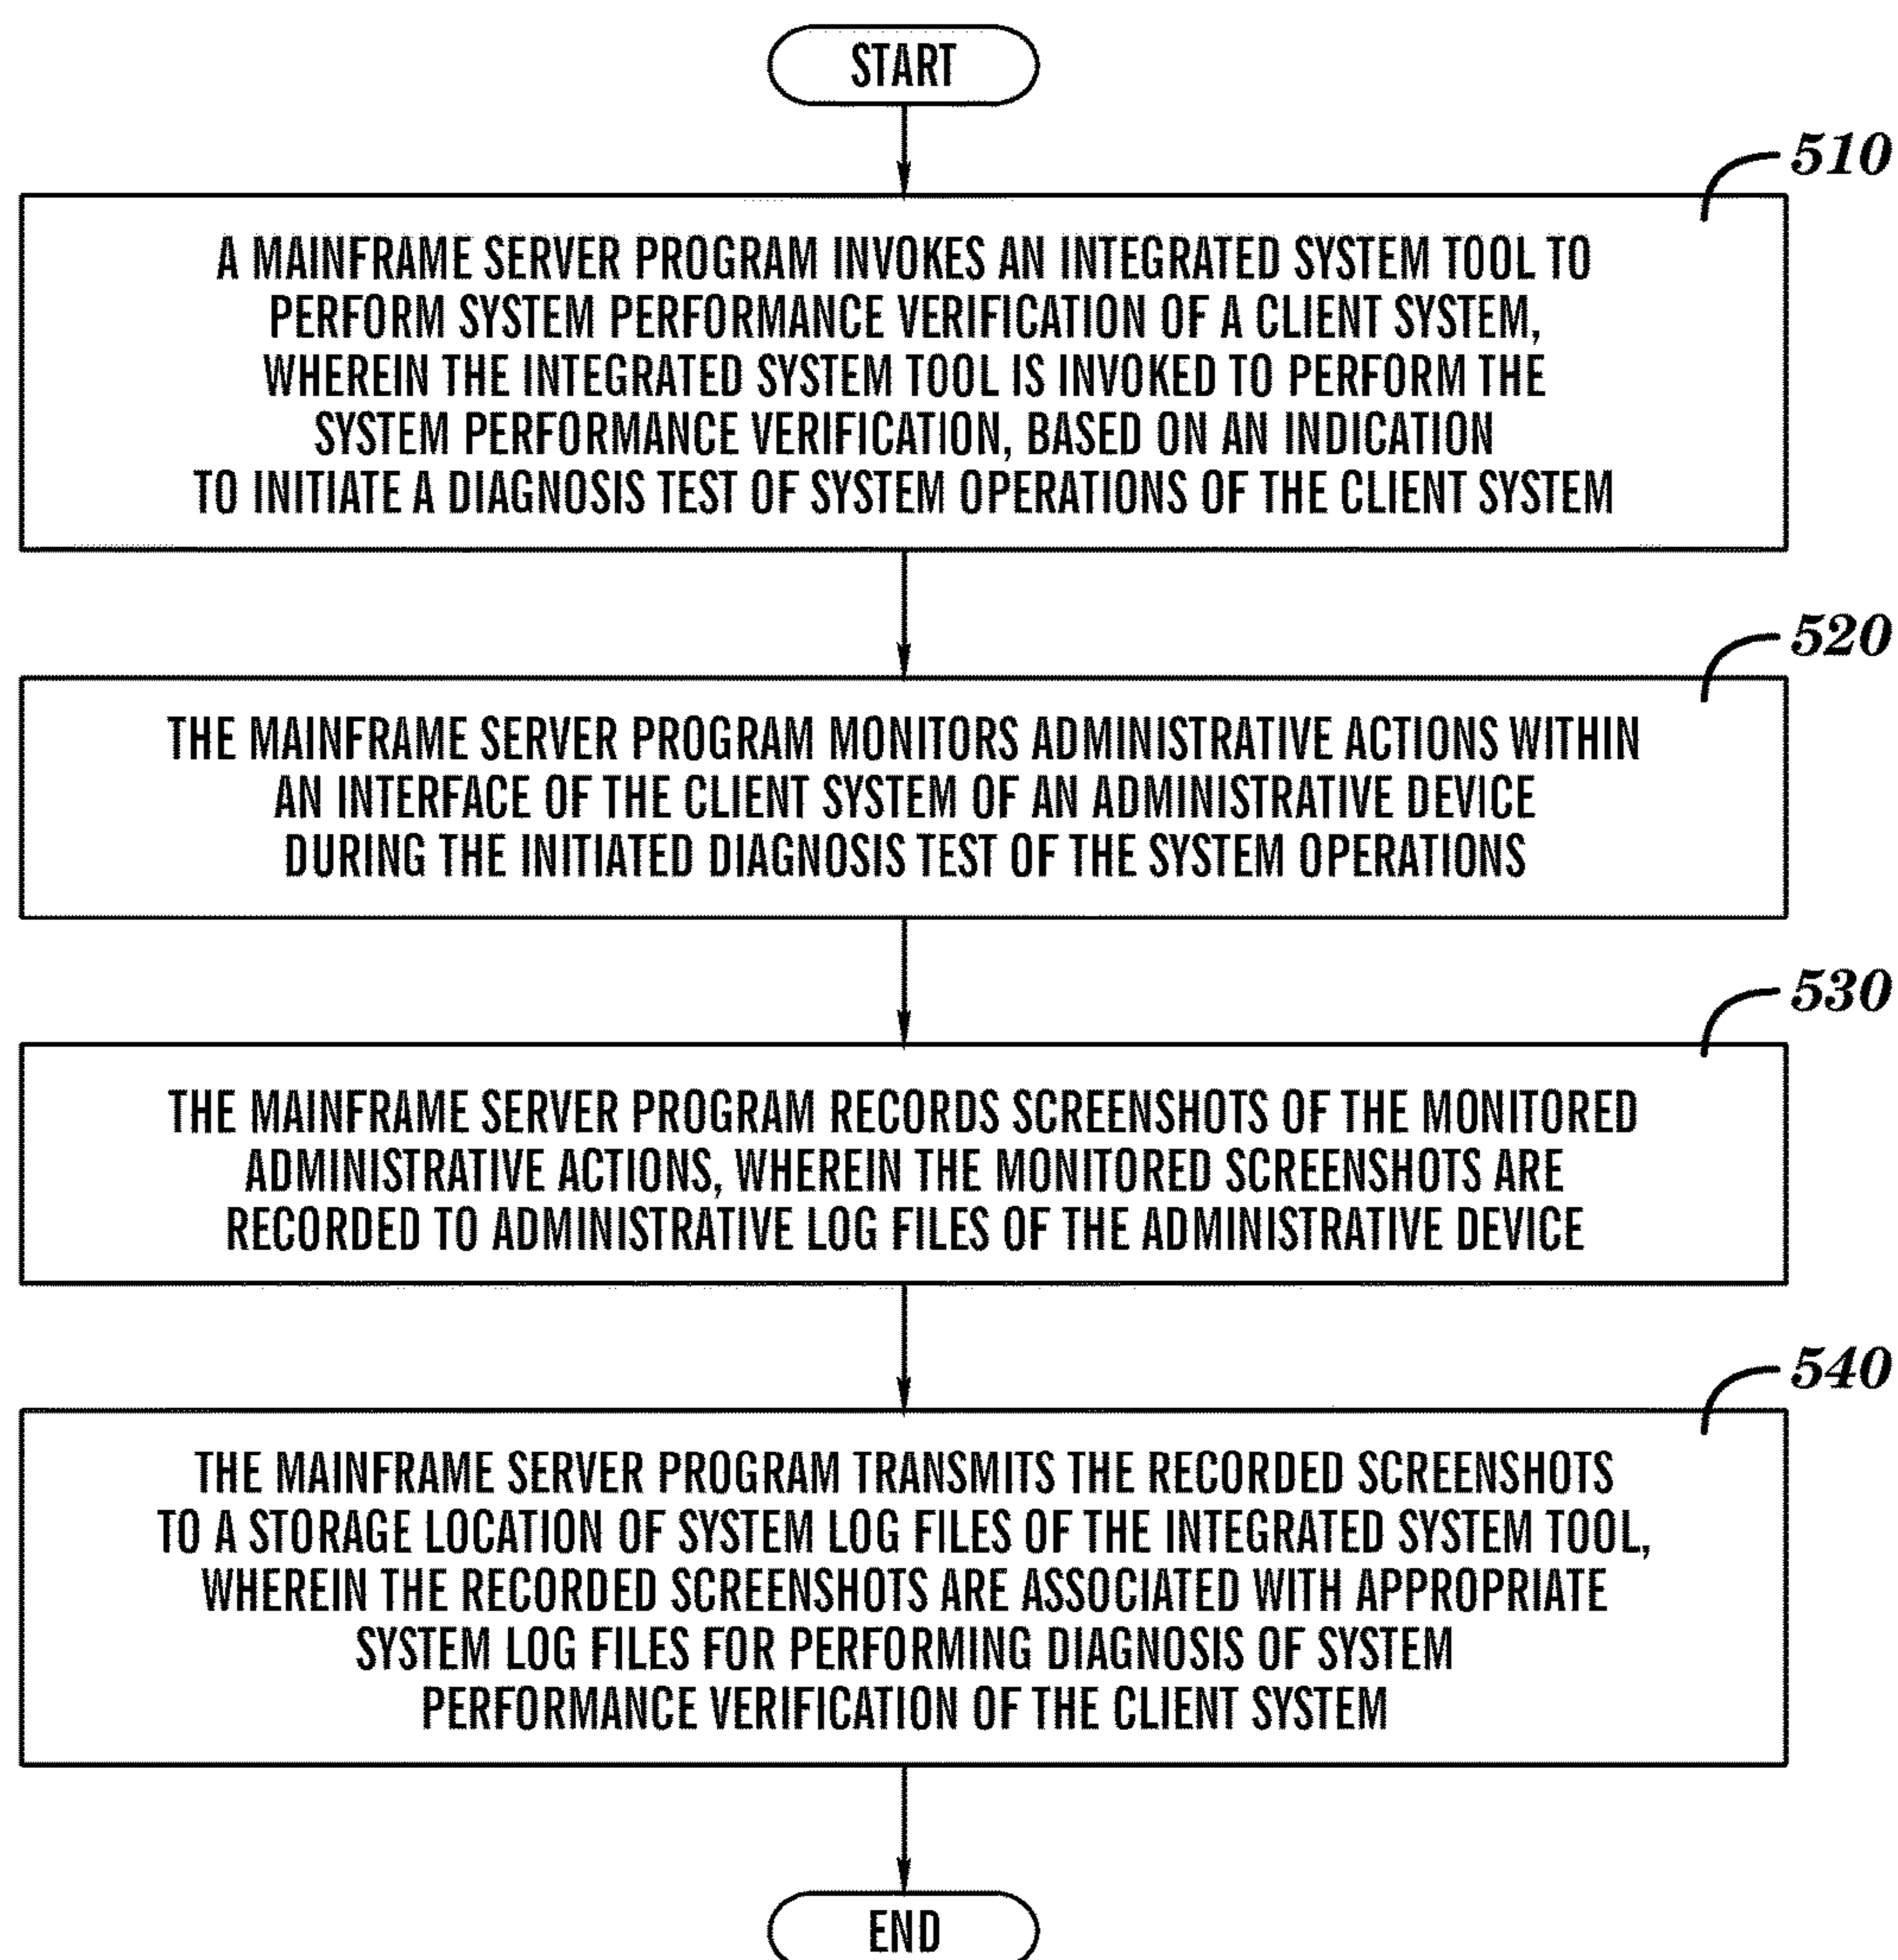 START
510
A MAINFRAME SERVER PROGRAM INVOKES AN INTEGRATED SYSTEM TOOL TO
PERFORM SYSTEM PERFORMANCE VERIFICATION OF A CLIENT SYSTEM,
WHEREIN THE INTEGRATED SYSTEM TOOL IS INVOKED TO PERFORM THE
SYSTEM PERFORMANCE VERIFICATION, BASED ON AN INDICATION
TO INITIATE A DIAGNOSIS TEST OF SYSTEM OPERATIONS OF THE CLIENT SYSTEM
520
THE MAINFRAME SERVER PROGRAM MONITORS ADMINISTRATIVE ACTIONS WITHIN
AN INTERFACE OF THE CLIENT SYSTEM OF AN ADMINISTRATIVE DEVICE
DURING THE INITIATED DIAGNOSIS TEST OF THE SYSTEM OPERATIONS
530
THE MAINFRAME SERVER PROGRAM RECORDS SCREENSHOTS OF THE MONITORED
ADMINISTRATIVE ACTIONS, WHEREIN THE MONITORED SCREENSHOTS ARE
RECORDED TO ADMINISTRATIVE LOG FILES OF THE ADMINISTRATIVE DEVICE
540
THE MAINFRAME SERVER PROGRAM TRANSMITS THE RECORDED SCREENSHOTS
TO A STORAGE LOCATION OF SYSTEM LOG FILES OF THE INTEGRATED SYSTEM TOOL,
WHEREIN THE RECORDED SCREENSHOTS ARE ASSOCIATED WITH APPROPRIATE
SYSTEM LOG FILES FOR PERFORMING DIAGNOSIS OF SYSTEM
PERFORMANCE VERIFICATION OF THE CLIENT SYSTEM
END